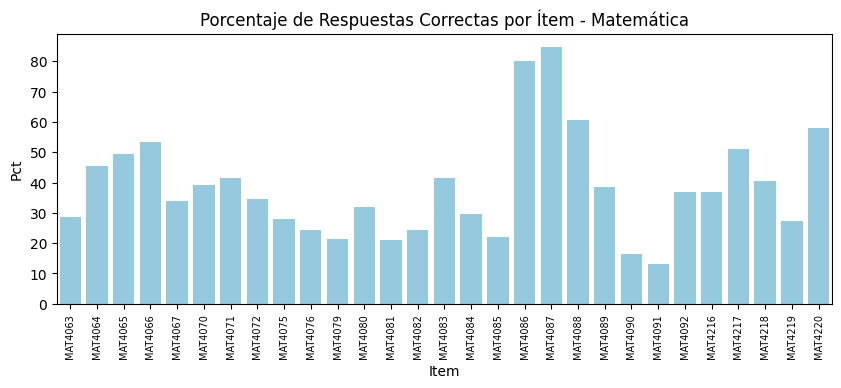 Porcentaje de Respuestas Correctas por Ítem - Matemática
Pct
80
70
60
50
40
30
20
10
0
MAT4063
MAT4064
MAT4065
MAT4066
MAT4067
MAT4070
MAT4071
MAT4072
MAT4075
MAT4076
MAT4079
MAT4080
MAT4081
MAT4082
MAT4083
MAT4084
MAT4085
MAT4086
MAT4087
MAT4088
MAT4089
MAT4090
MAT4091
MAT4092
MAT4216
MAT4217
MAT4218
MAT4219
MAT4220
Item